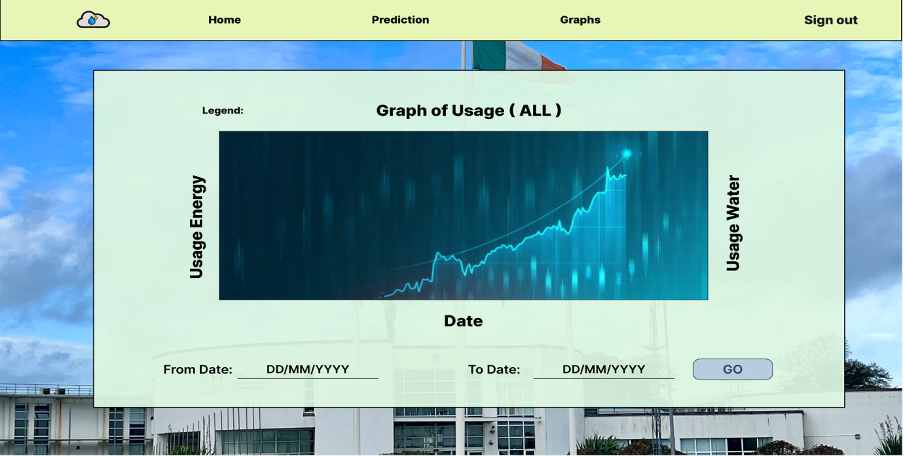 Home Prediction Graphs Sign out
Legend: Graph of Usage ( ALL )
Usage Energy
Usage Water
Date
From Date: DD/MM/YYYY To Date: DD/MM/YYYY GO